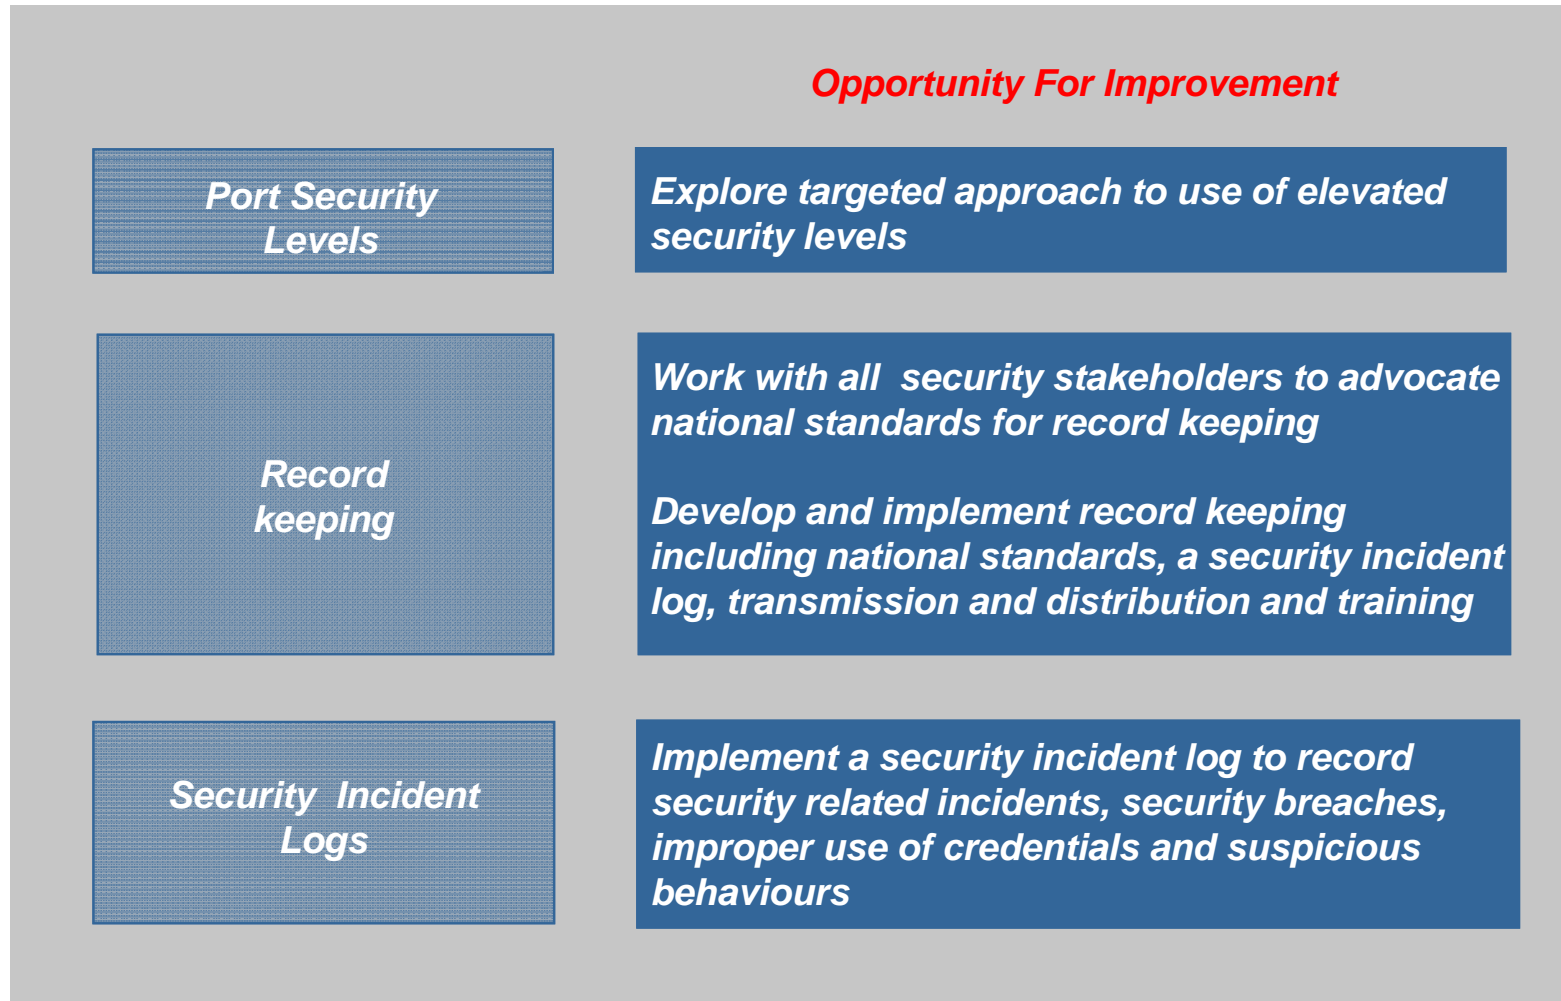 Opportunity For Improvement
Port Security
Levels
Explore targeted approach to use of elevated
security levels
Record
keeping
Work with all  security stakeholders to advocate
national standards for record keeping
Develop and implement record keeping
including national standards, a security incident
log, transmission and distribution and training
Security  Incident
Logs
Implement a security incident log to record
security related incidents, security breaches,
improper use of credentials and suspicious
behaviours